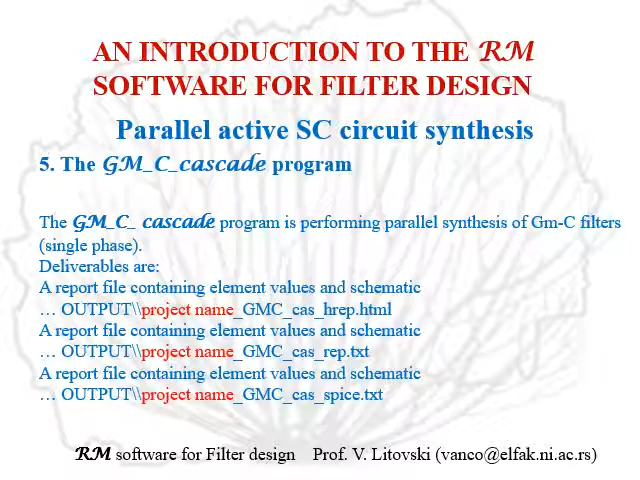 AN INTRODUCTION TO THE RM
SOFTWARE FOR FILTER DESIGN
Parallel active SC circuit synthesis
5. The GM_C_cascade program
The GM_C_ cascade program is performing parallel synthesis of Gm-C filters
(single phase).
Deliverables are:
A report file containing element values and schematic
… OUTPUT\\project name_GMC_cas_hrep.html
A report file containing element values and schematic
… OUTPUT\\project name_GMC_cas_rep.txt
A report file containing element values and schematic
… OUTPUT\\project name_GMC_cas_spice.txt
RM software for Filter design Prof. V. Litovski (vanco@elfak.ni.ac.rs)